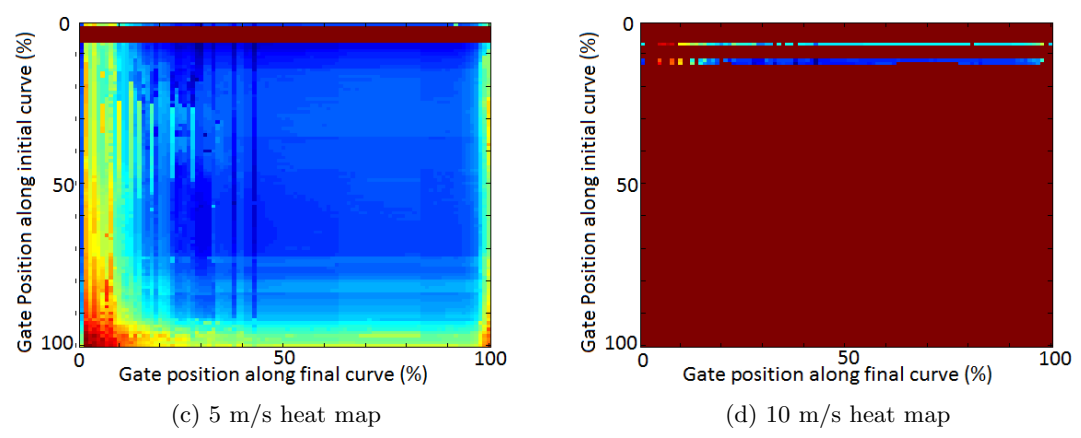 0
50
100
Gate Position along initial curve (%)
0
50
100
Gate position along final curve (%)
(c) 5 m/s heat map
0
50
100
Gate Position along initial curve (%)
0
50
100
Gate position along final curve (%)
(d) 10 m/s heat map